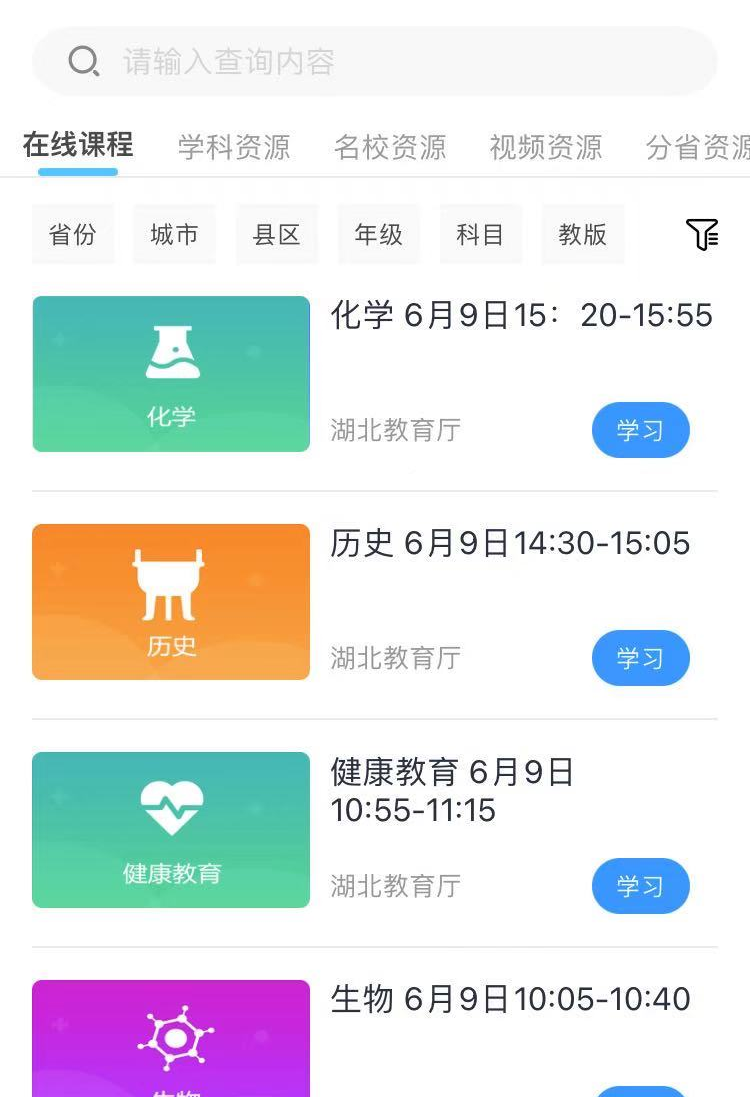 请输入查询内容
在线课程 学科资源 名校资源 视频资源 分省资源
省份 城市 县区 年级 科目 教版
化学
化学 6月9日15：20-15:55
湖北教育厅
学习
历史
历史 6月9日14:30-15:05
湖北教育厅
学习
健康教育
健康教育 6月9日
10:55-11:15
湖北教育厅
学习
生物 6月9日10:05-10:40
生物